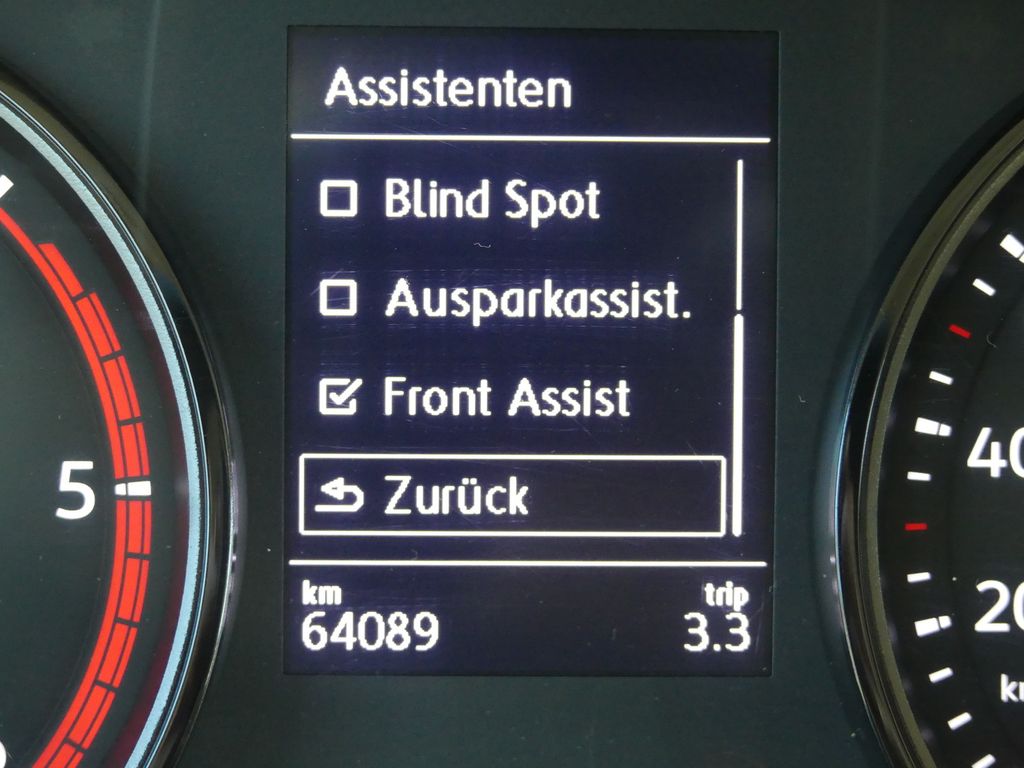 Assistenten
Blind Spot
Ausparkassist.
Front Assist
Zurück
km trip
64089 3.3
5
40
20